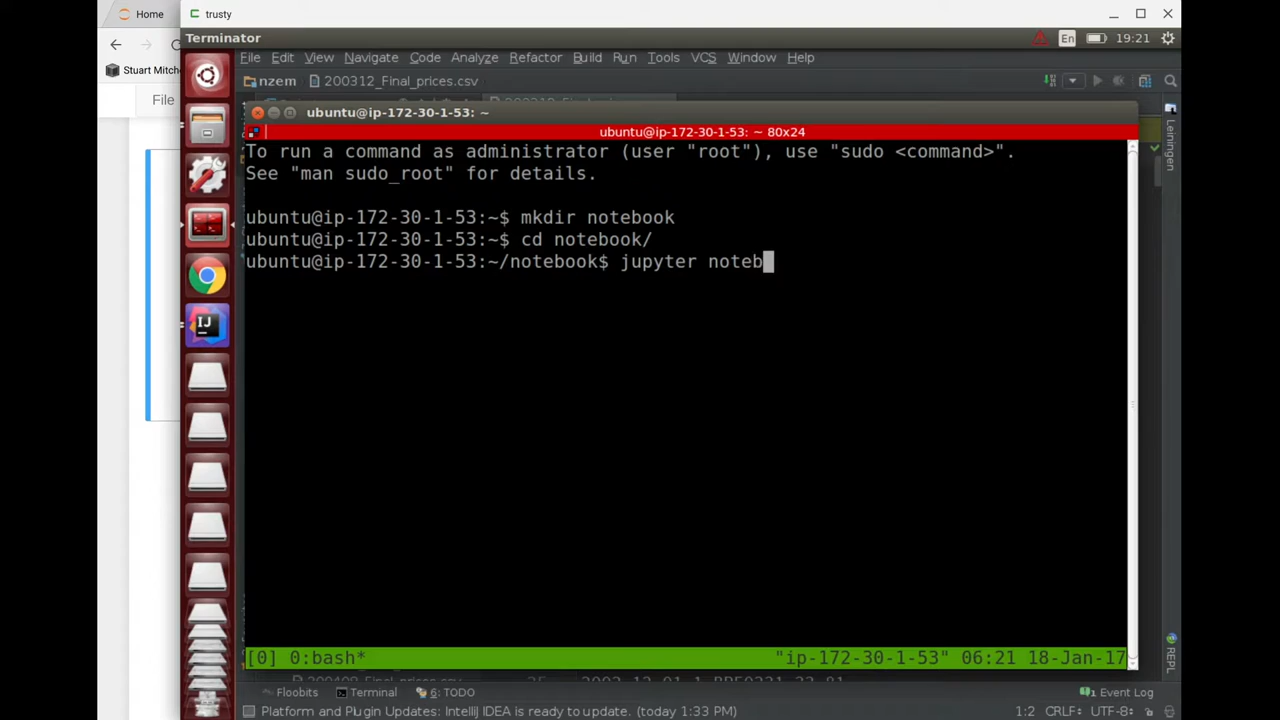 Home
trusty
Terminator
En
19:21
Stuart Mitch
File Edit View Navigate Code Analyze Refactor Build Run Tools VCS Window Help
File
nzem
200312_Final_prices.csv
ubuntu@ip-172-30-1-53: ~
ubuntu@ip-172-30-1-53: ~ 80x24
Leiningen
To run a command as administrator (user "root"), use "sudo <command>".
See "man sudo_root" for details.
ubuntu@ip-172-30-1-53:~$ mkdir notebook
ubuntu@ip-172-30-1-53:~$ cd notebook/
ubuntu@ip-172-30-1-53:~/notebook$ jupyter noteb
IJ
[0] 0:bash* "ip-172-30-1-53" 06:21 18-Jan-17
REPL
Floobits Terminal 6: TODO 1 Event Log
Platform and Plugin Updates: IntelliJ IDEA is ready to update. (today 1:33 PM) 1:2 CRLF÷ UTF-8÷